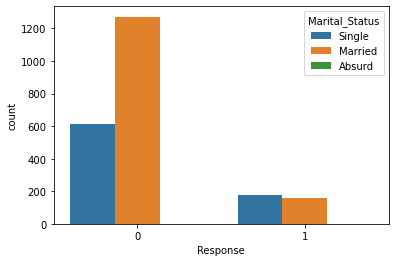 Marital_Status
Single
Married
Absurd
1200
1000
800
600
400
200
0
count
0 1
Response